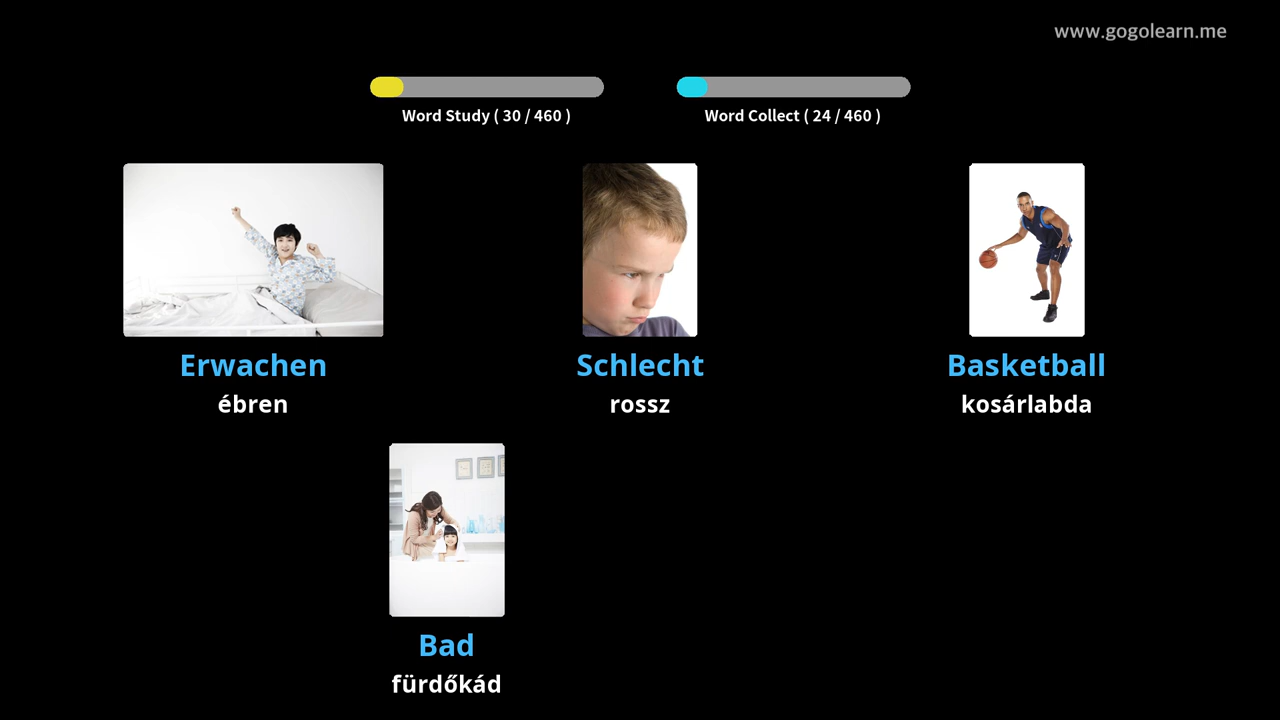 www.gogolearn.me
Word Study ( 30 / 460 )
Word Collect ( 24 / 460 )
Erwachen
ébren
Schlecht
rossz
Basketball
kosárlabda
Bad
fürdőkád